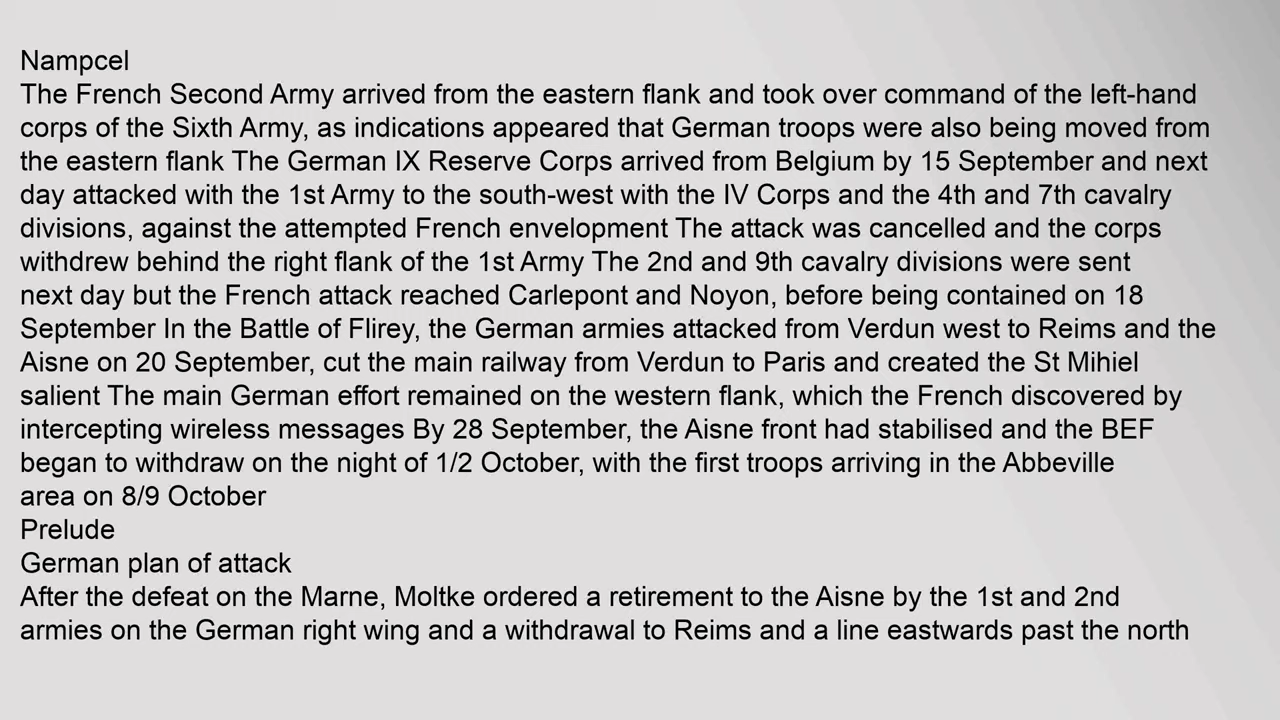 Nampcel
The French Second Army arrived from the eastern flank and took over command of the left-hand
corps of the Sixth Army, as indications appeared that German troops were also being moved from
the eastern flank The German IX Reserve Corps arrived from Belgium by 15 September and next
day attacked with the 1st Army to the south-west with the IV Corps and the 4th and 7th cavalry
divisions, against the attempted French envelopment The attack was cancelled and the corps
withdrew behind the right flank of the 1st Army The 2nd and 9th cavalry divisions were sent
next day but the French attack reached Carlepont and Noyon, before being contained on 18
September In the Battle of Flirey, the German armies attacked from Verdun west to Reims and the
Aisne on 20 September, cut the main railway from Verdun to Paris and created the St Mihiel
salient The main German effort remained on the western flank, which the French discovered by
intercepting wireless messages By 28 September, the Aisne front had stabilised and the BEF
began to withdraw on the night of 1/2 October, with the first troops arriving in the Abbeville
area on 8/9 October
Prelude
German plan of attack
After the defeat on the Marne, Moltke ordered a retirement to the Aisne by the 1st and 2nd
armies on the German right wing and a withdrawal to Reims and a line eastwards past the north